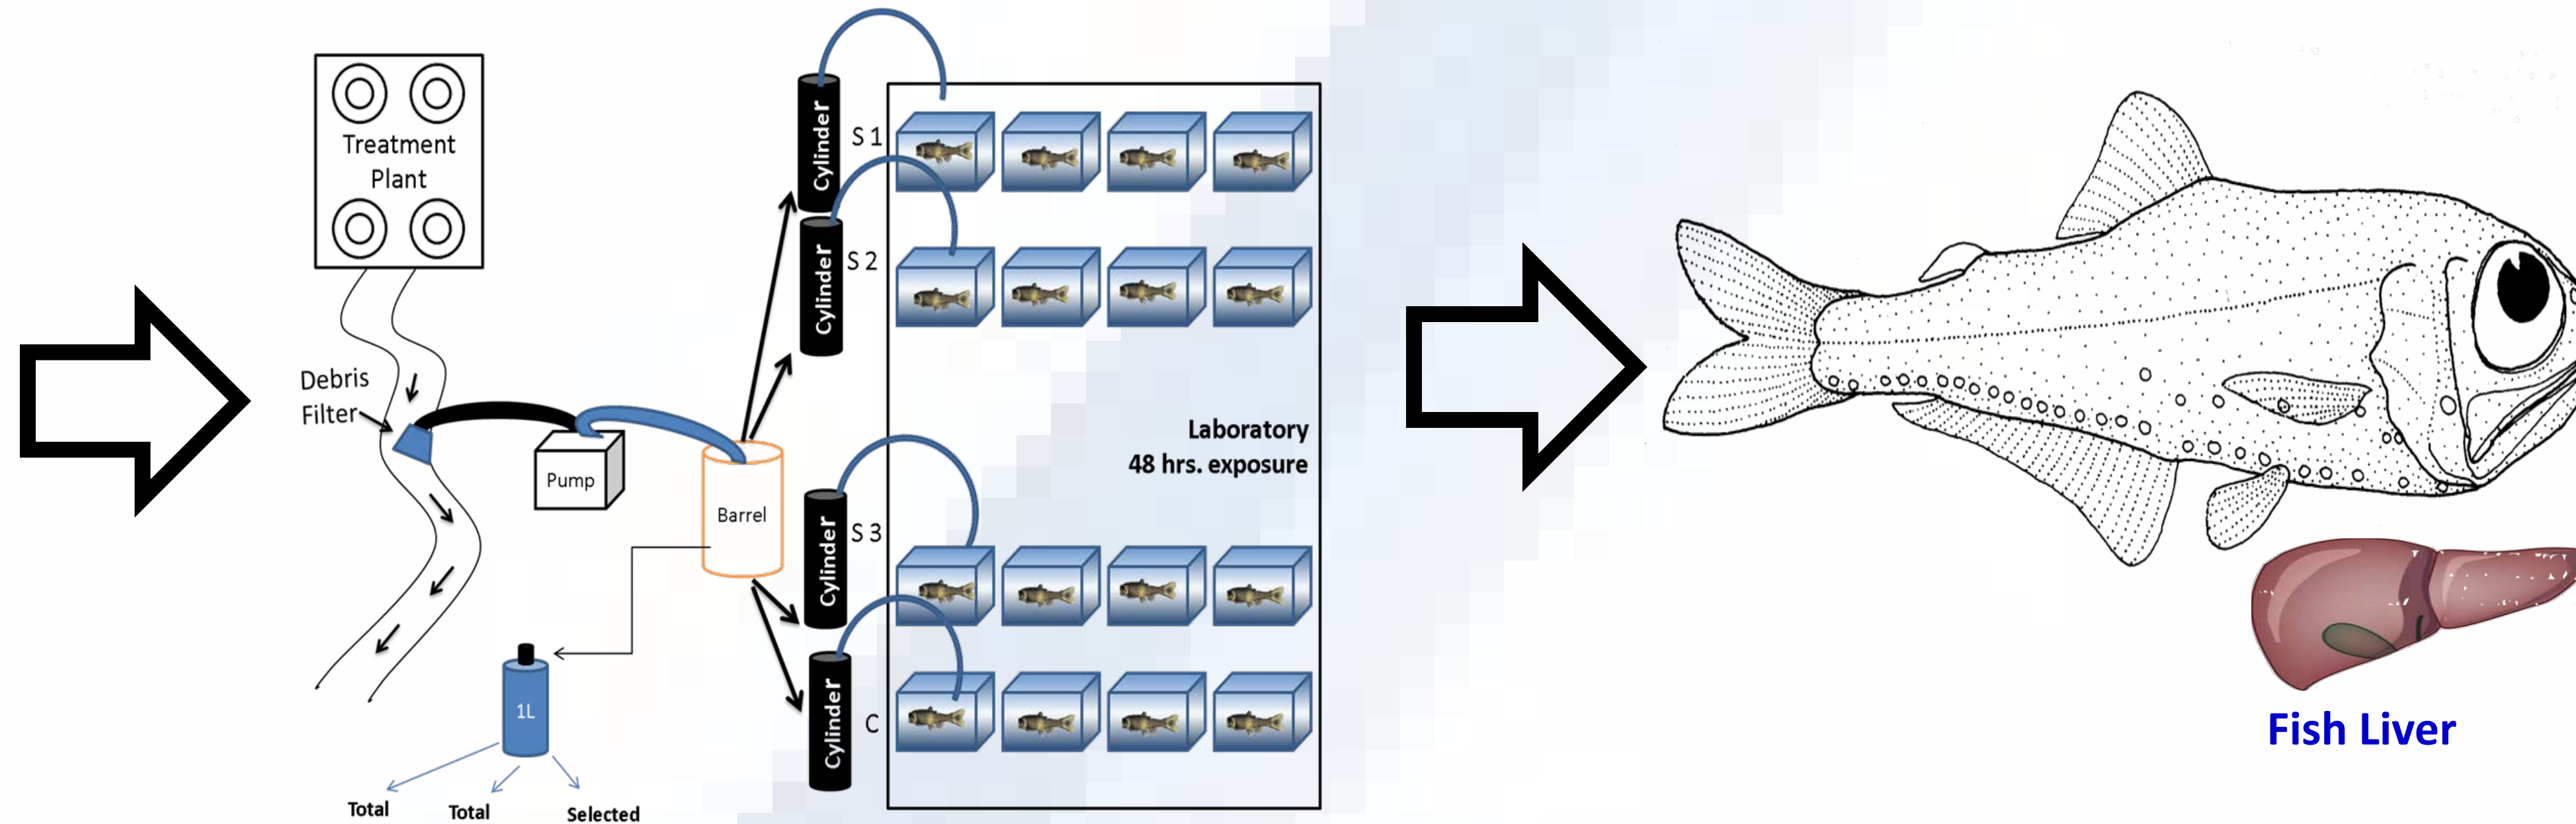 Treatment
Plant
Debris
Filter
Pump
Barrel
1L
Total
Total
Selected
Cylinder
S 1
Cylinder
S 2
Cylinder
S 3
Cylinder
C
Laboratory
48 hrs. exposure
Fish Liver